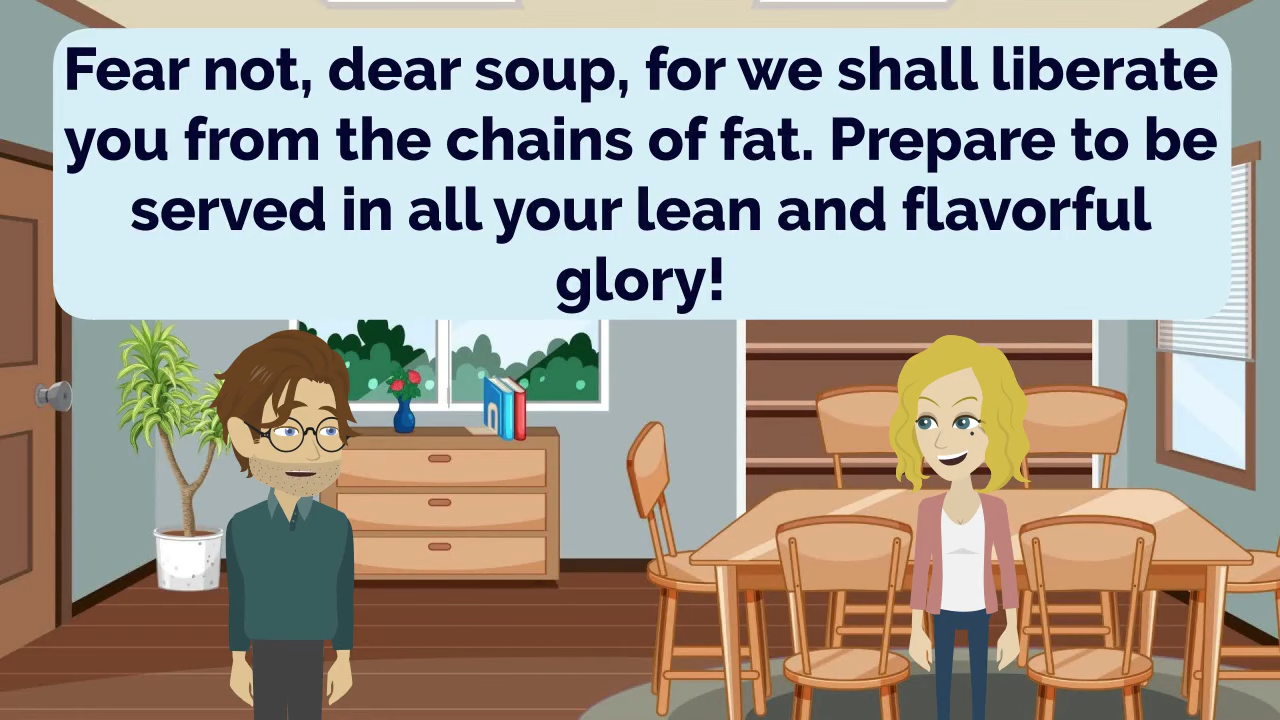 Fear not, dear soup, for we shall liberate
you from the chains of fat. Prepare to be
served in all your lean and flavorful
glory!